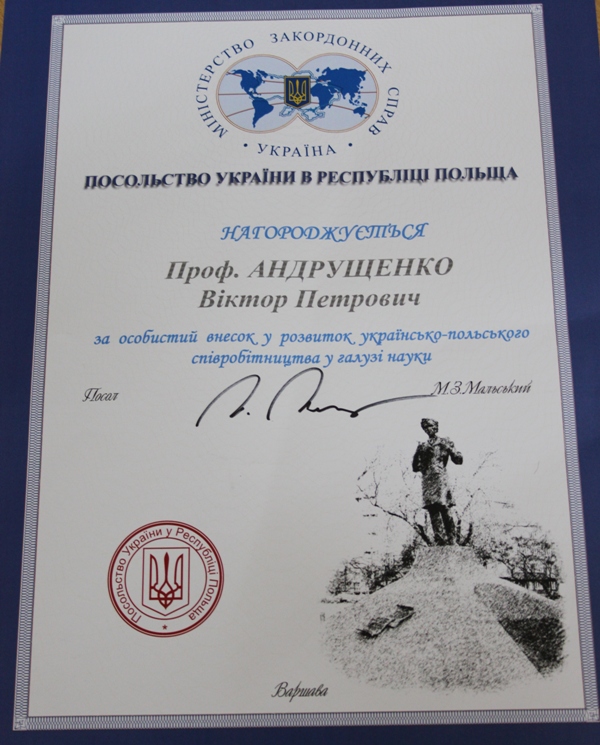 МІНІСТЕРСТВО ЗАКОРДОННИХ СПРАВ
• УКРАЇНА •
ПОСОЛЬСТВО УКРАЇНИ В РЕСПУБЛІЦІ ПОЛЬЩА
НАГОРОДЖУЄТЬСЯ
Проф. АНДРУЩЕНКО
Віктор Петрович
за особистий внесок у розвиток українсько-польського
співробітництва у галузі науки
Посол М.З.Мальський
Посольство України у Республіці Польща
Варшава